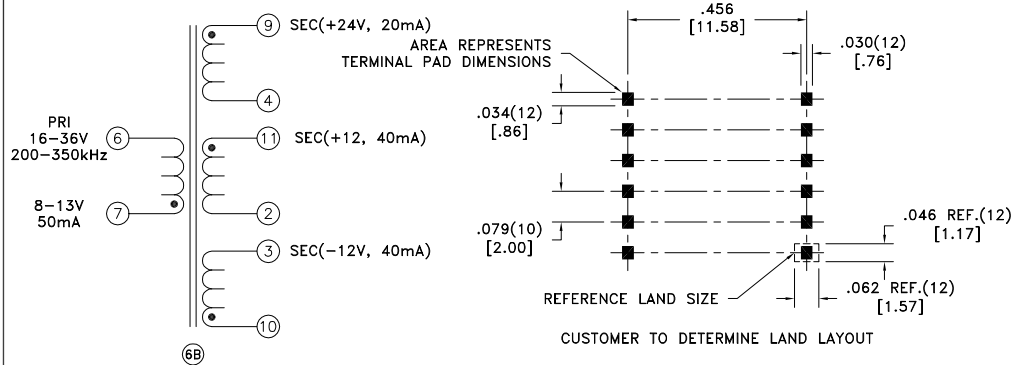 9 SEC(+24V, 20mA)
4
PRI
16-36V
200-350kHz
6
8-13V
50mA
7
11 SEC(+12, 40mA)
2
3 SEC(-12V, 40mA)
10
6B
.456
[11.58]
AREA REPRESENTS
TERMINAL PAD DIMENSIONS
.030(12)
[.76]
.034(12)
[.86]
.079(10)
[2.00]
.046 REF.(12)
[1.17]
REFERENCE LAND SIZE
.062 REF.(12)
[1.57]
CUSTOMER TO DETERMINE LAND LAYOUT